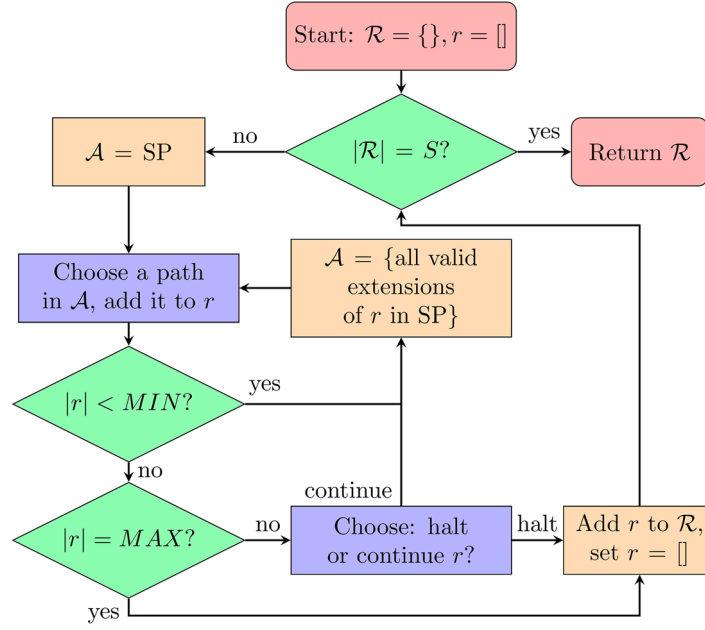 Start: ℛ = {}, r = []
|ℛ| = S?
no
yes
𝒜 = SP
Return ℛ
Choose a path
in 𝒜, add it to r
𝒜 = {all valid
extensions
of r in SP}
|r| < MIN?
yes
no
continue
|r| = MAX?
no
Choose: halt
or continue r?
halt
Add r to ℛ,
set r = []
yes